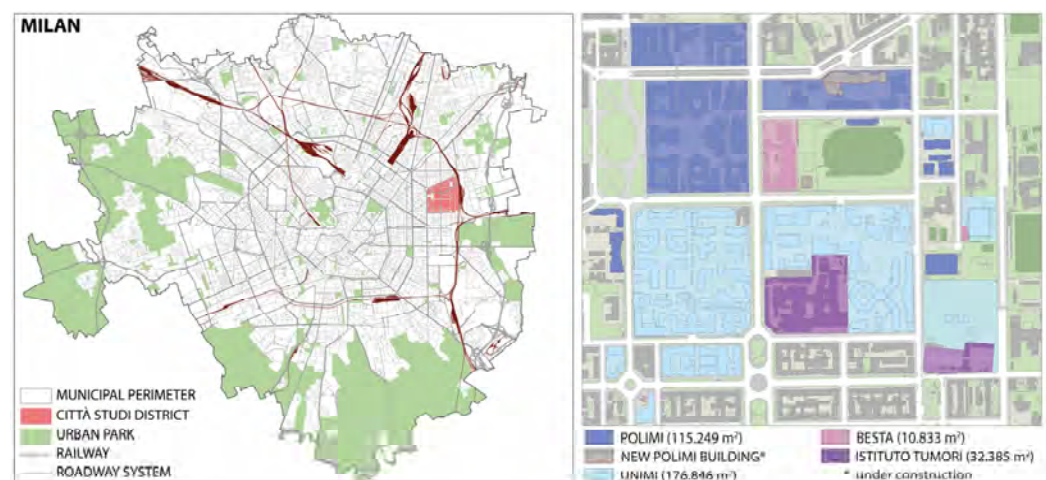 MILAN
MUNICIPAL PERIMETER
CITTÀ STUDI DISTRICT
URBAN PARK
RAILWAY
ROADWAY SYSTEM
POLIMI (115.249 m²)
NEW POLIMI BUILDING*
UNIMI (176.846 m²)
BESTA (10.833 m²)
ISTITUTO TUMORI (32.385 m²)
* under construction